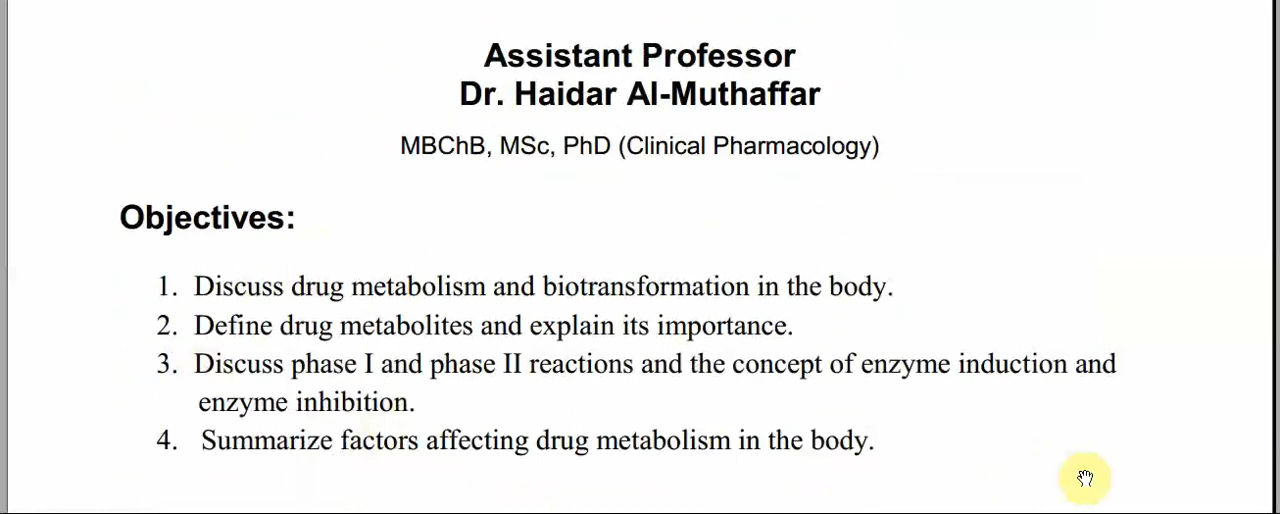 Assistant Professor
Dr. Haidar Al-Muthaffar
MBChB, MSc, PhD (Clinical Pharmacology)
Objectives:
1. Discuss drug metabolism and biotransformation in the body.
2. Define drug metabolites and explain its importance.
3. Discuss phase I and phase II reactions and the concept of enzyme induction and
enzyme inhibition.
4. Summarize factors affecting drug metabolism in the body.